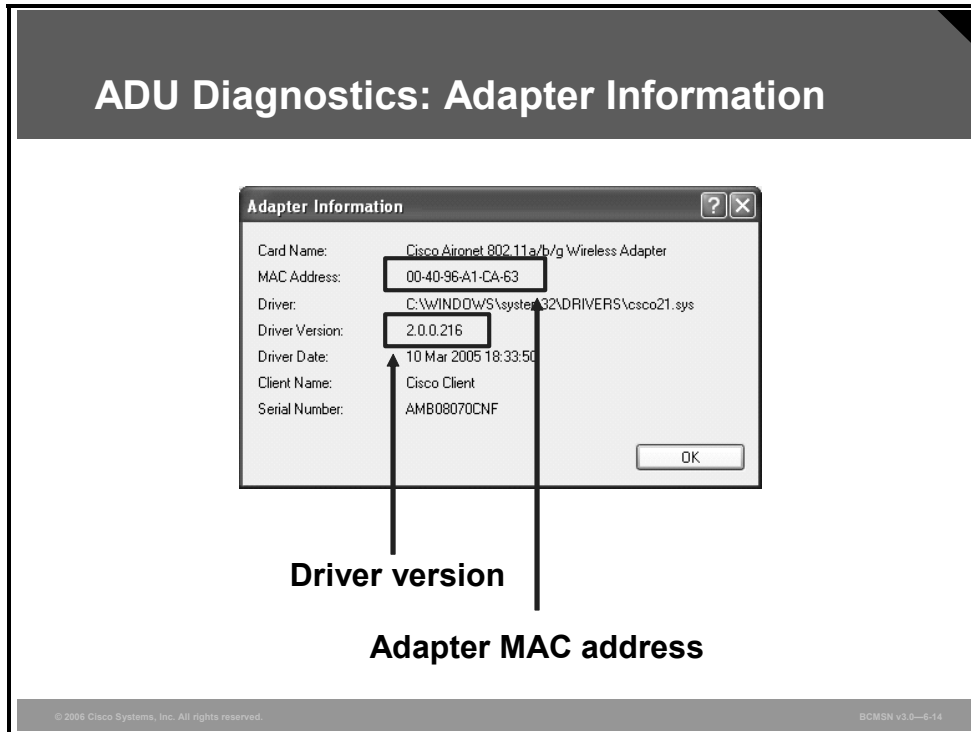 ADU Diagnostics: Adapter Information
Adapter Information
Card Name: Cisco Aironet 802.11a/b/g Wireless Adapter
MAC Address: 00-40-96-A1-CA-63
Driver: C:\WINDOWS\system32\DRIVERS\csco21.sys
Driver Version: 2.0.0.216
Driver Date: 10 Mar 2005 18:33:50
Client Name: Cisco Client
Serial Number: AMB08070CNF
OK
Driver version
Adapter MAC address
© 2006 Cisco Systems, Inc. All rights reserved. BCMSN v3.0—6-14